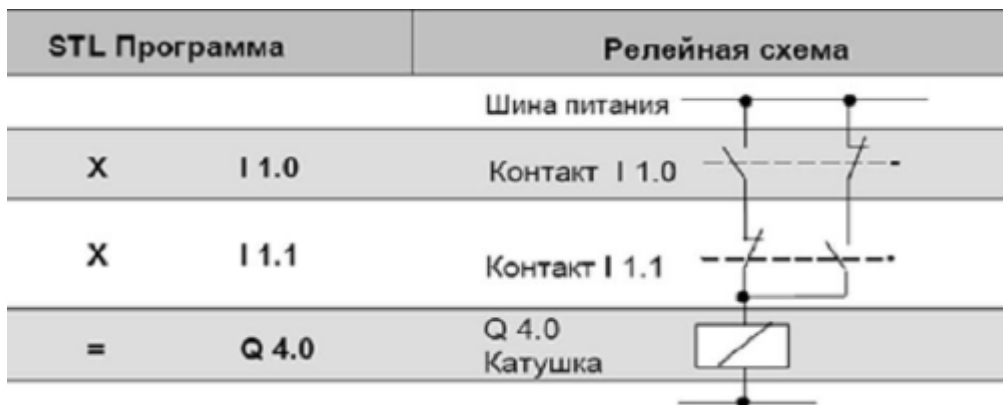 STL Программа Релейная схема
Шина питания
X I 1.0 Контакт I 1.0
X I 1.1 Контакт I 1.1
= Q 4.0 Q 4.0
Катушка